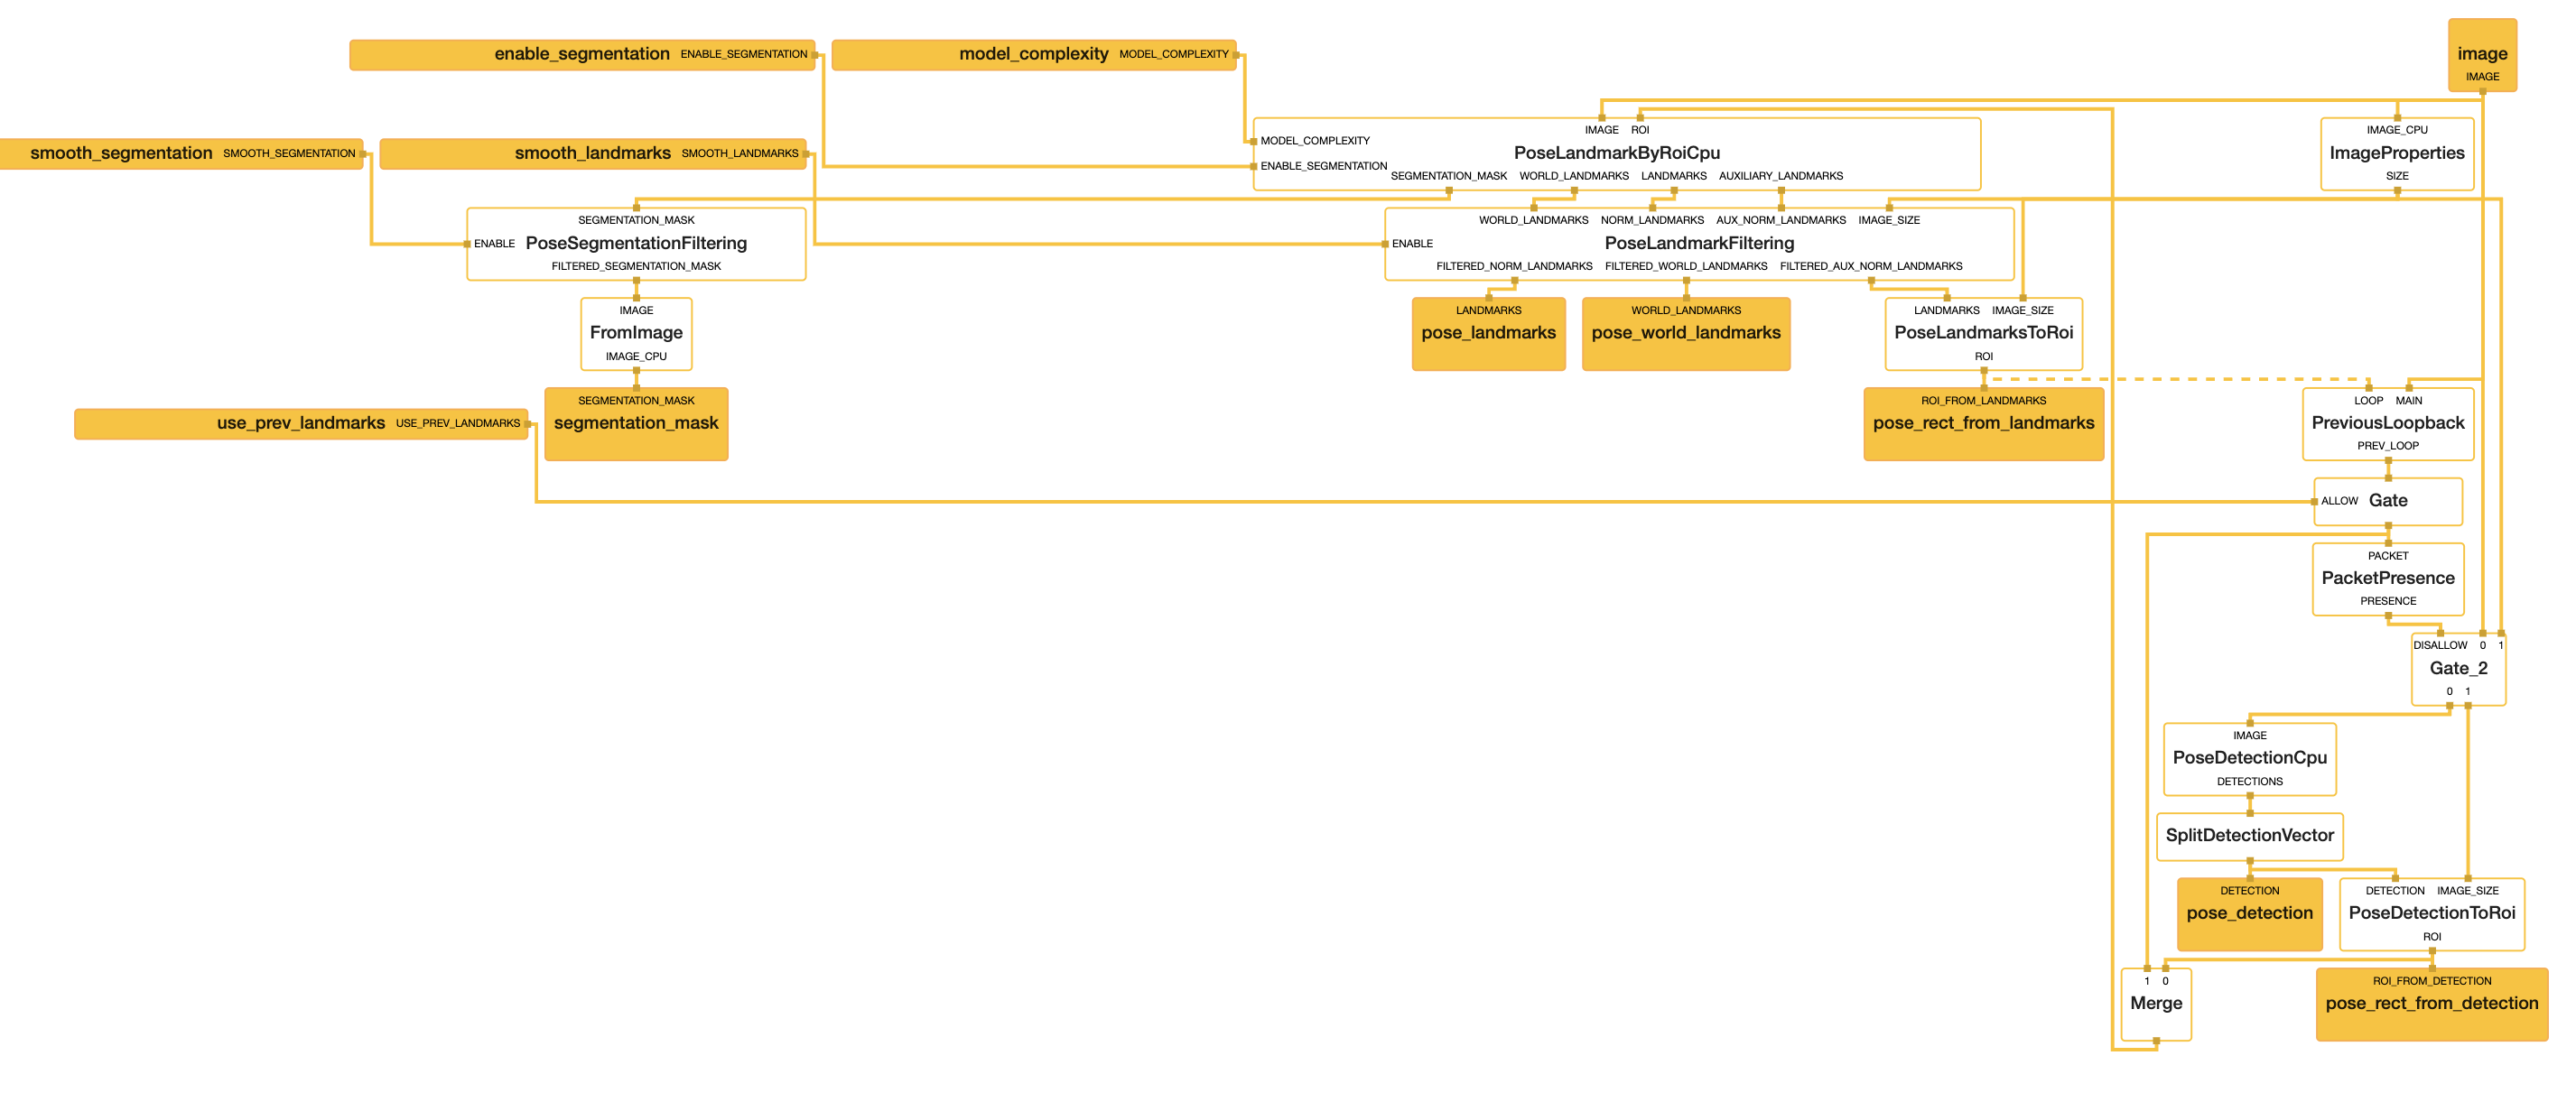 enable_segmentation ENABLE_SEGMENTATION
model_complexity MODEL_COMPLEXITY
image
IMAGE
smooth_segmentation SMOOTH_SEGMENTATION
smooth_landmarks SMOOTH_LANDMARKS
IMAGE ROI
MODEL_COMPLEXITY
PoseLandmarkByRoiCpu
ENABLE_SEGMENTATION
SEGMENTATION_MASK WORLD_LANDMARKS LANDMARKS AUXILIARY_LANDMARKS
IMAGE_CPU
ImageProperties
SIZE
SEGMENTATION_MASK
ENABLE PoseSegmentationFiltering
FILTERED_SEGMENTATION_MASK
WORLD_LANDMARKS NORM_LANDMARKS AUX_NORM_LANDMARKS IMAGE_SIZE
ENABLE PoseLandmarkFiltering
FILTERED_NORM_LANDMARKS FILTERED_WORLD_LANDMARKS FILTERED_AUX_NORM_LANDMARKS
IMAGE
FromImage
IMAGE_CPU
LANDMARKS
pose_landmarks
WORLD_LANDMARKS
pose_world_landmarks
LANDMARKS IMAGE_SIZE
PoseLandmarksToRoi
ROI
use_prev_landmarks USE_PREV_LANDMARKS
SEGMENTATION_MASK
segmentation_mask
ROI_FROM_LANDMARKS
pose_rect_from_landmarks
LOOP MAIN
PreviousLoopback
PREV_LOOP
ALLOW Gate
PACKET
PacketPresence
PRESENCE
DISALLOW 0 1
Gate_2
0 1
IMAGE
PoseDetectionCpu
DETECTIONS
SplitDetectionVector
DETECTION
pose_detection
DETECTION IMAGE_SIZE
PoseDetectionToRoi
ROI
1 0
Merge
ROI_FROM_DETECTION
pose_rect_from_detection